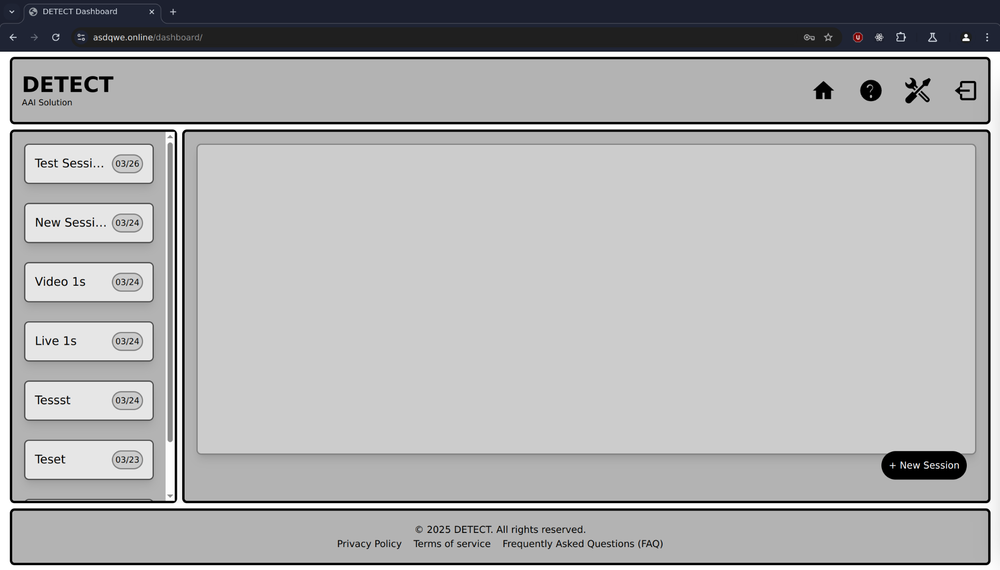 DETECT Dashboard
asdqwe.online/dashboard/
DETECT
AAI Solution
Test Sessi... 03/26
New Sessi... 03/24
Video 1s 03/24
Live 1s 03/24
Tessst 03/24
Teset 03/23
+ New Session
© 2025 DETECT. All rights reserved.
Privacy Policy Terms of service Frequently Asked Questions (FAQ)